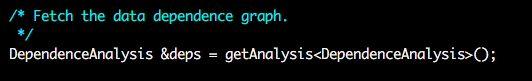 /* Fetch the data dependence graph.
*/
DependenceAnalysis &deps = getAnalysis<DependenceAnalysis>();